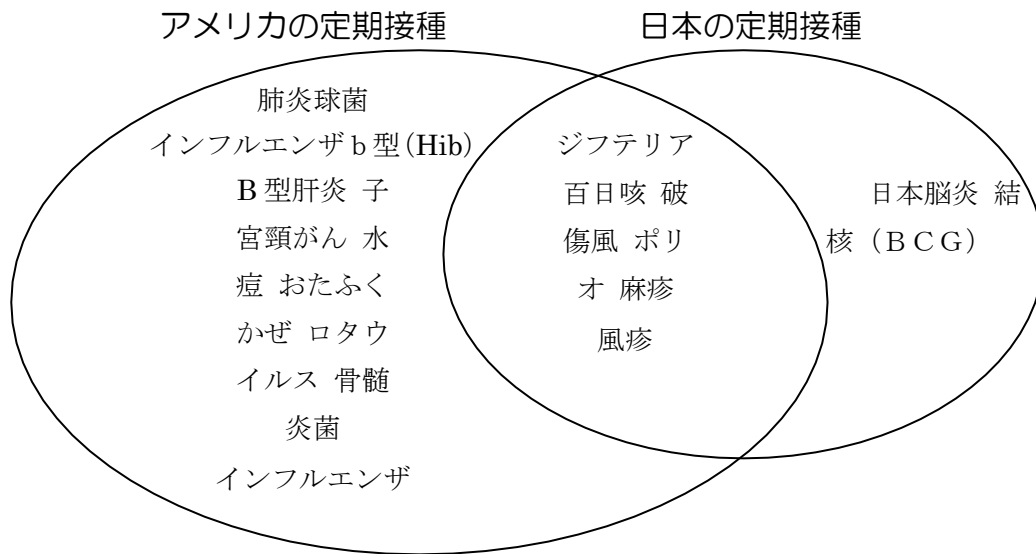 アメリカの定期接種
日本の定期接種
肺炎球菌
インフルエンザｂ型(Hib)
B 型肝炎 子
宮頸がん 水
痘 おたふく
かぜ ロタウ
イルス 骨髄
炎菌
インフルエンザ
ジフテリア
百日咳 破
傷風 ポリ
オ 麻疹
風疹
日本脳炎 結
核（ＢＣＧ）